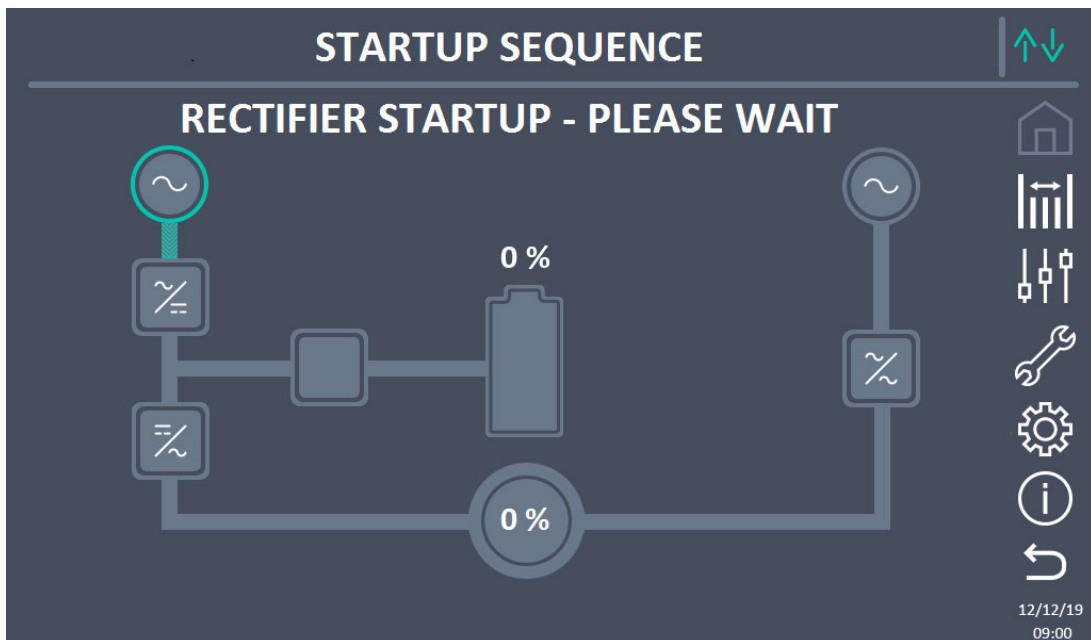 STARTUP SEQUENCE
RECTIFIER STARTUP - PLEASE WAIT
0 %
0 %
12/12/19
09:00